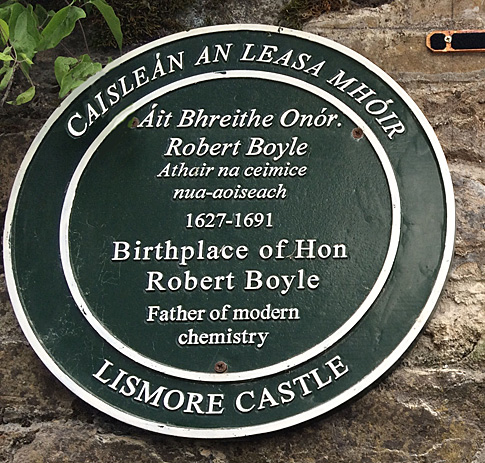 CAISLEÁN AN LEASA MHÓIR
Áit Bhreithe Onór.
Robert Boyle
Athair na ceimice
nua-aoiseach
1627-1691
Birthplace of Hon
Robert Boyle
Father of modern
chemistry
LISMORE CASTLE